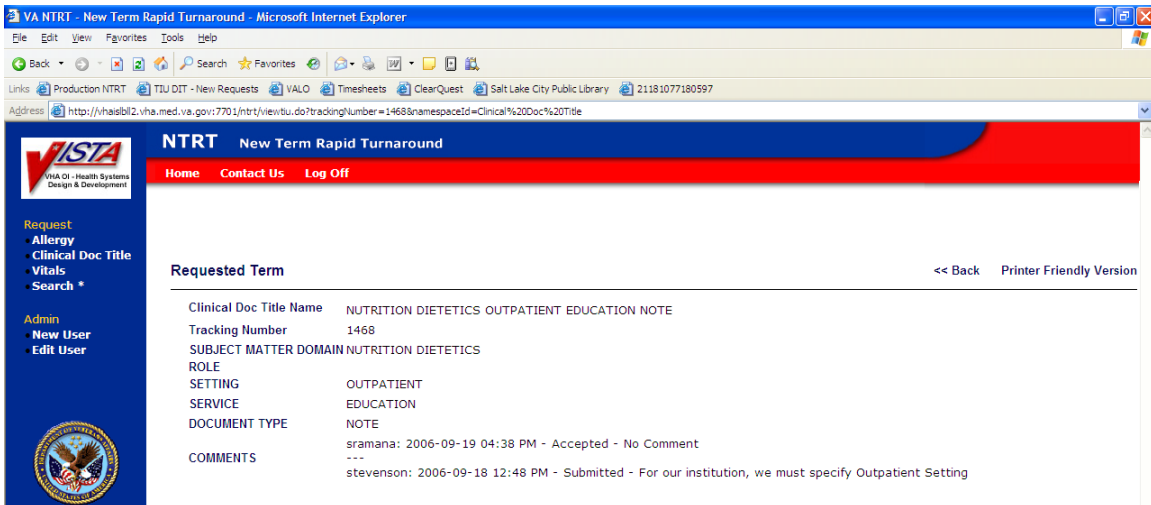 VA NTRT - New Term Rapid Turnaround - Microsoft Internet Explorer
File Edit View Favorites Tools Help
Back Search Favorites
Links Production NTRT TIU DIT - New Requests VALO Timesheets ClearQuest Salt Lake City Public Library 21181077180597
Address http://vhaislbll2.vha.med.va.gov:7701/ntrt/viewtiu.do?trackingNumber=1468&namespaceId=Clinical%20Doc%20Title
VISTA
VHA OI - Health Systems
Design & Development
NTRT New Term Rapid Turnaround
Home Contact Us Log Off
Request
Allergy
Clinical Doc Title
Vitals
Search *
Admin
New User
Edit User
Requested Term << Back Printer Friendly Version
Clinical Doc Title Name NUTRITION DIETETICS OUTPATIENT EDUCATION NOTE
Tracking Number 1468
SUBJECT MATTER DOMAIN NUTRITION DIETETICS
ROLE
SETTING OUTPATIENT
SERVICE EDUCATION
DOCUMENT TYPE NOTE
COMMENTS
sramana: 2006-09-19 04:38 PM - Accepted - No Comment
---
stevenson: 2006-09-18 12:48 PM - Submitted - For our institution, we must specify Outpatient Setting